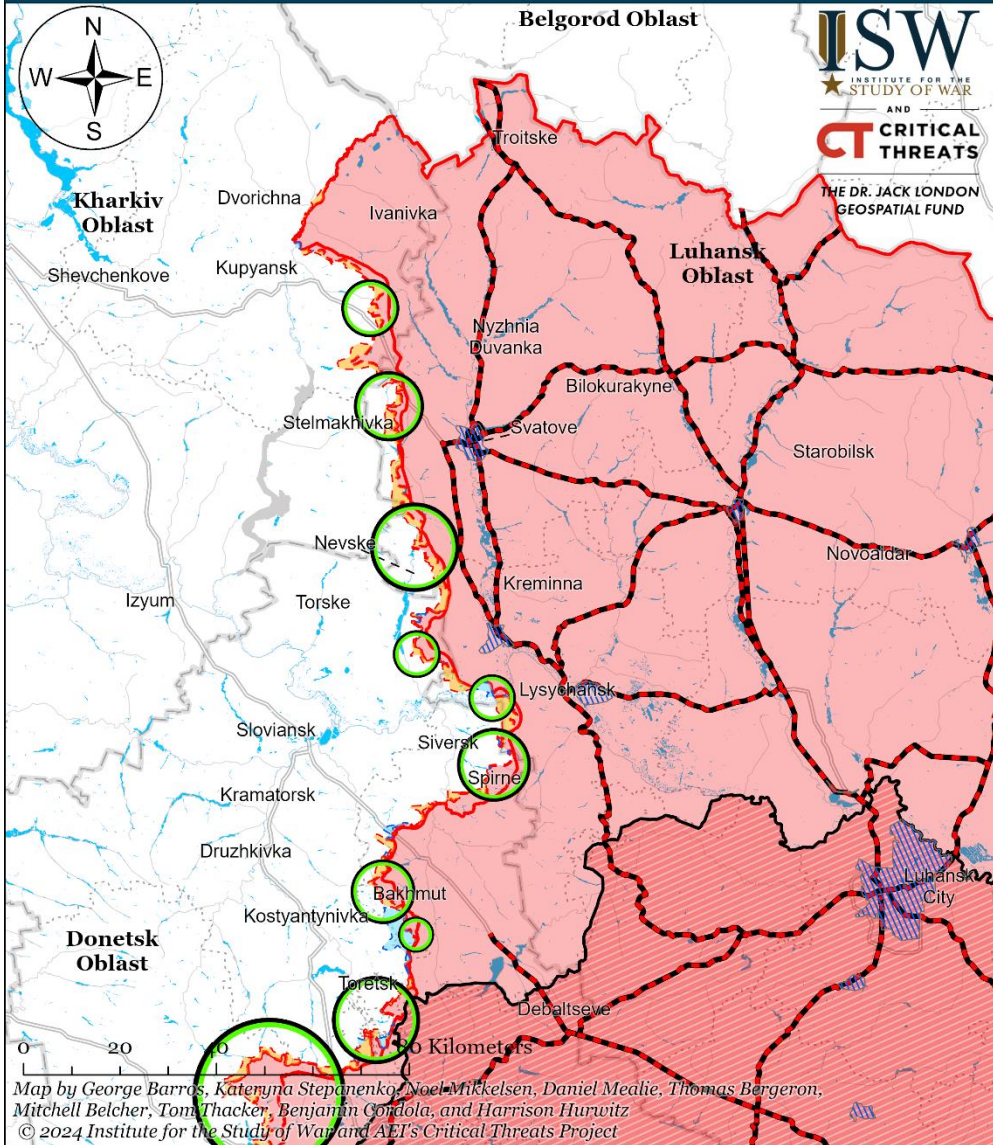 Belgorod Oblast
N
W
E
S
ISW
INSTITUTE FOR THE
STUDY OF WAR
AND
CT CRITICAL
THREATS
THE DR. JACK LONDON
GEOSPATIAL FUND
Troitske
Dvorichna
Kharkiv
Oblast
Ivanivka
Shevchenkove
Kupyansk
Luhansk
Oblast
Nyzhnia
Duvanka
Bilokurakyne
Stelmakhivka
Svatove
Starobilsk
Nevske
Novoaldar
Kreminna
Izyum
Torske
Lysychansk
Sloviansk
Siversk
Spirne
Kramatorsk
Druzhkivka
Bakhmut
Luhansk
City
Kostyantynivka
Donetsk
Oblast
Toretsk
Debaltseve
0
20
40
80 Kilometers
Map by George Barros, Kateryna Stepanenko, Noel Mikkelsen, Daniel Mealie, Thomas Bergeron,
Mitchell Belcher, Tom Thacker, Benjamin Cordola, and Harrison Hurwitz
© 2024 Institute for the Study of War and AEI's Critical Threats Project